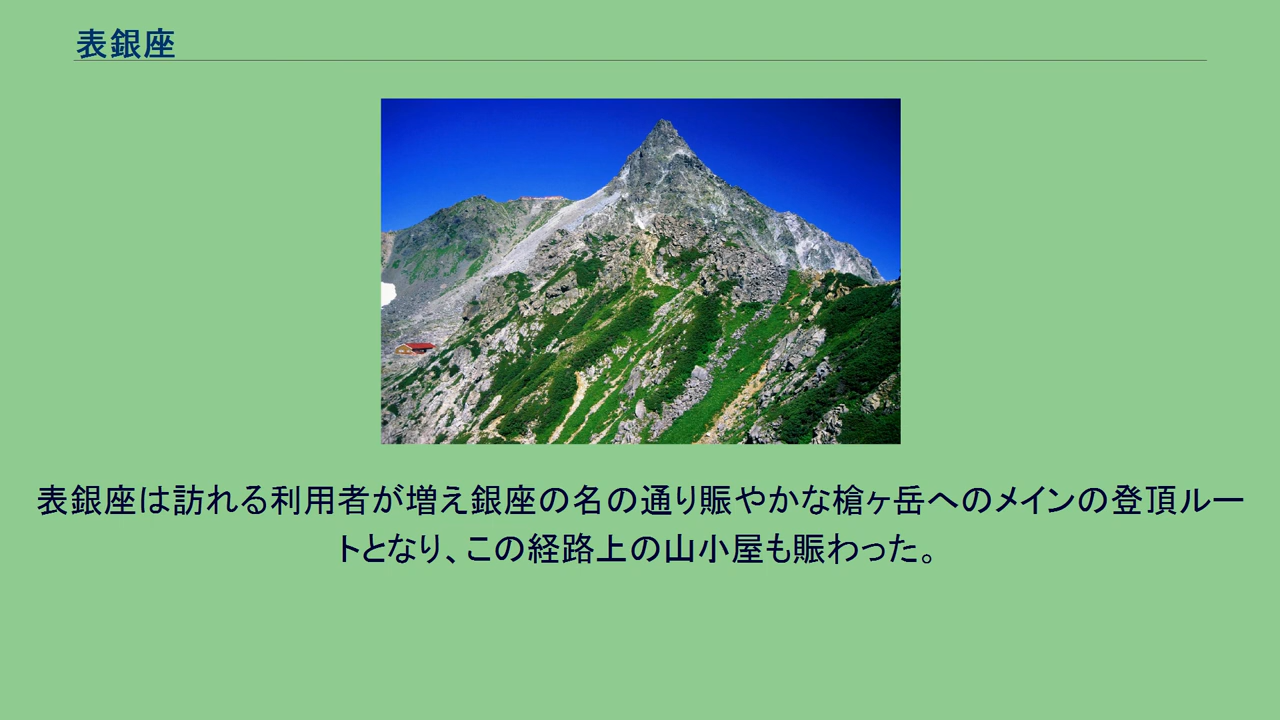 表銀座
表銀座は訪れる利用者が増え銀座の名の通り賑やかな槍ヶ岳へのメインの登頂ルー
トとなり、この経路上の山小屋も賑わった。